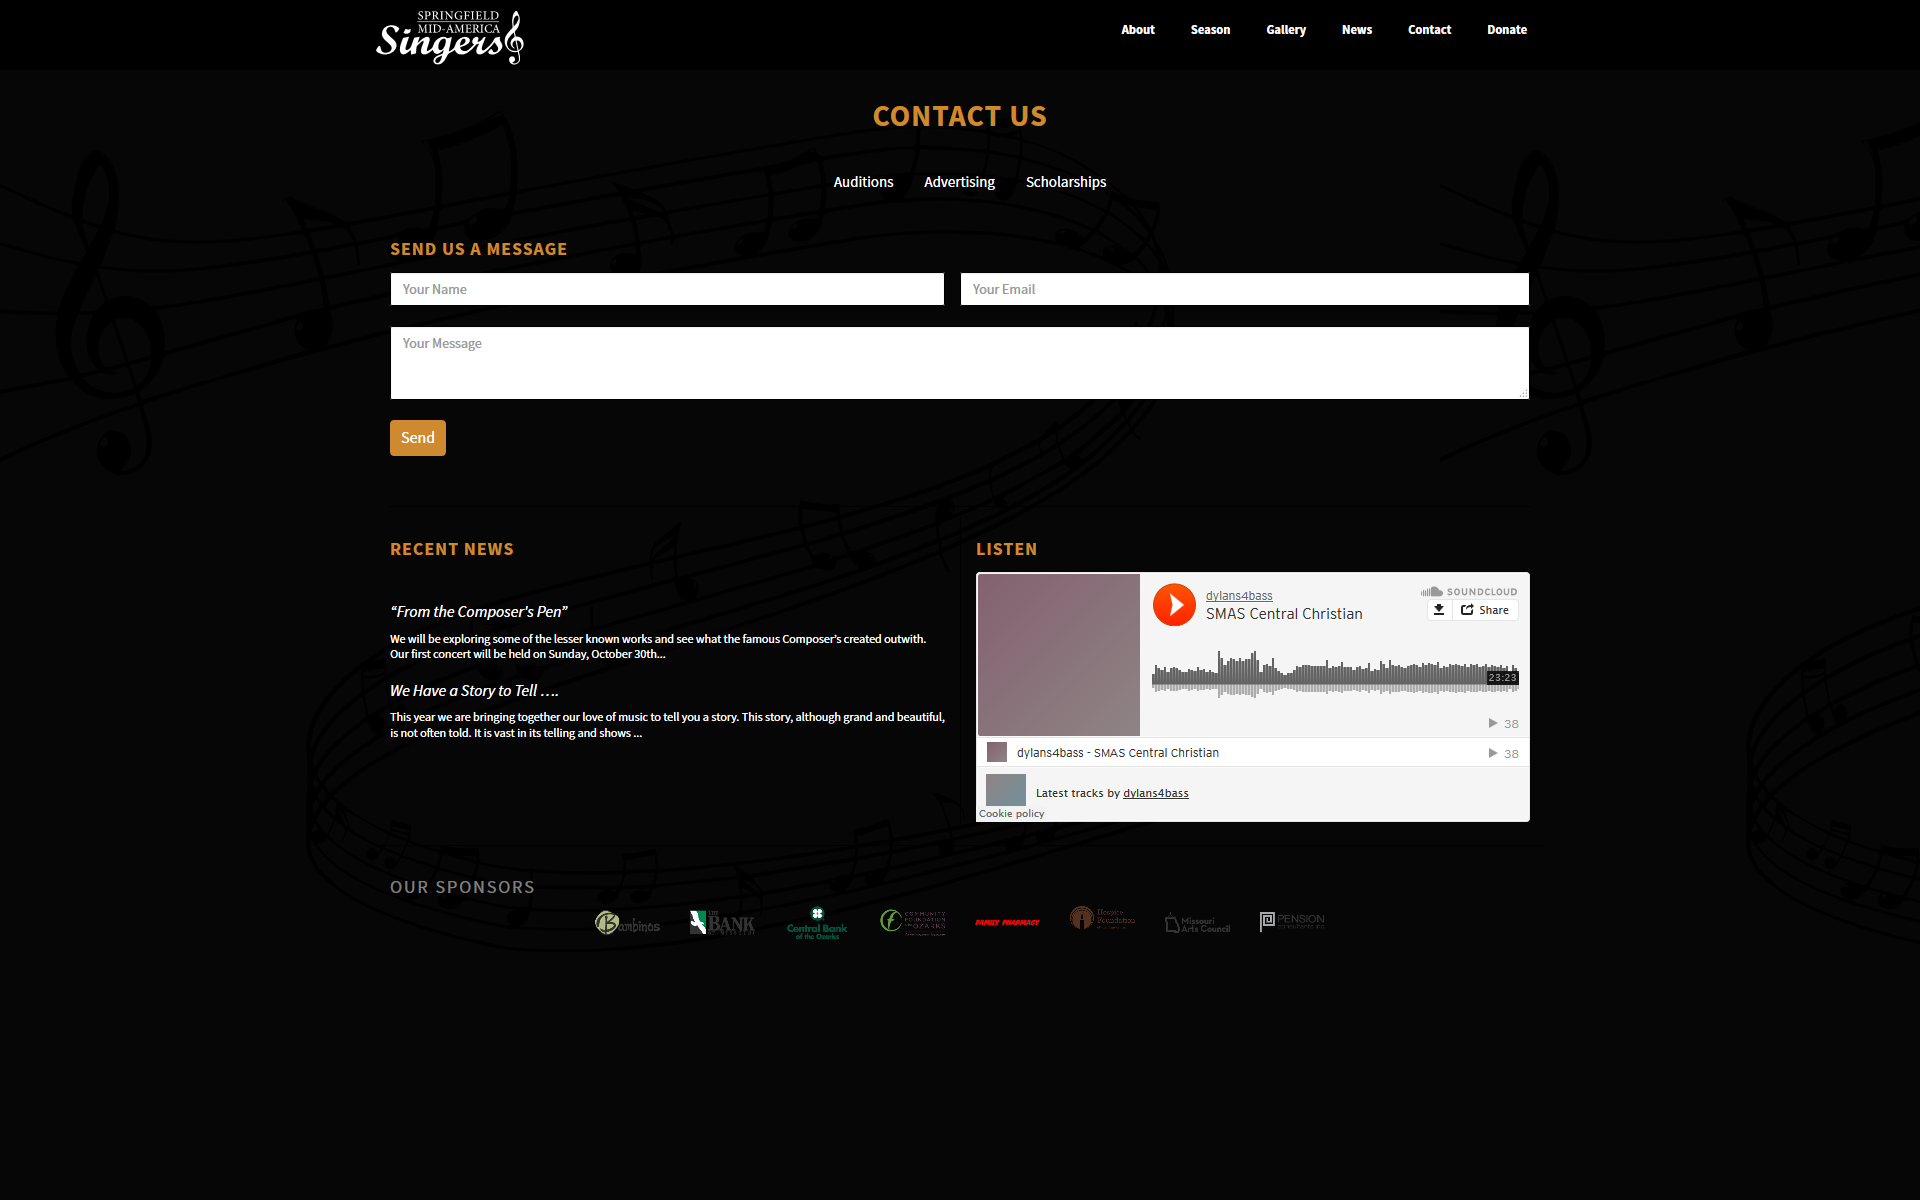 SPRINGFIELD
MID-AMERICA
Singers
About Season Gallery News Contact Donate
CONTACT US
Auditions Advertising Scholarships
SEND US A MESSAGE
Your Name Your Email
Your Message
Send
RECENT NEWS
“From the Composer's Pen”
We will be exploring some of the lesser known works and see what the famous Composer’s created outwith.
Our first concert will be held on Sunday, October 30th...
We Have a Story to Tell ….
This year we are bringing together our love of music to tell you a story. This story, although grand and beautiful,
is not often told. It is vast in its telling and shows ...
LISTEN
dylans4bass
SMAS Central Christian
SOUNDCLOUD
Share
23:23
38
dylans4bass - SMAS Central Christian 38
Latest tracks by dylans4bass
Cookie policy
OUR SPONSORS
Bambinos
THE
BANK
Central Bank
of the Ozarks
COMMUNITY
FOUNDATION
OZARKS
FAMILY PHARMACY
Hospice
Foundation
Missouri
Arts Council
PENSION